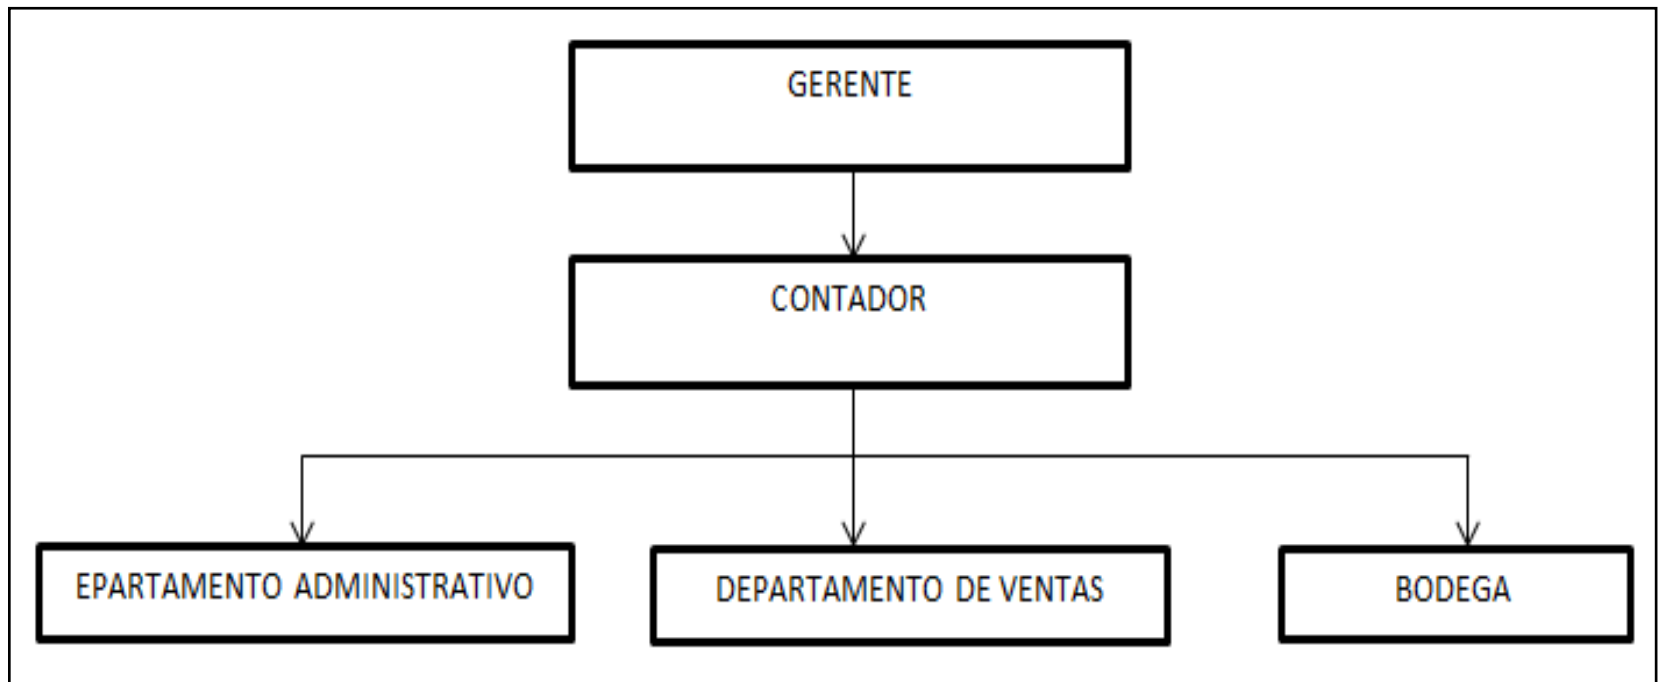 GERENTE
CONTADOR
EPARTAMENTO ADMINISTRATIVO
DEPARTAMENTO DE VENTAS
BODEGA